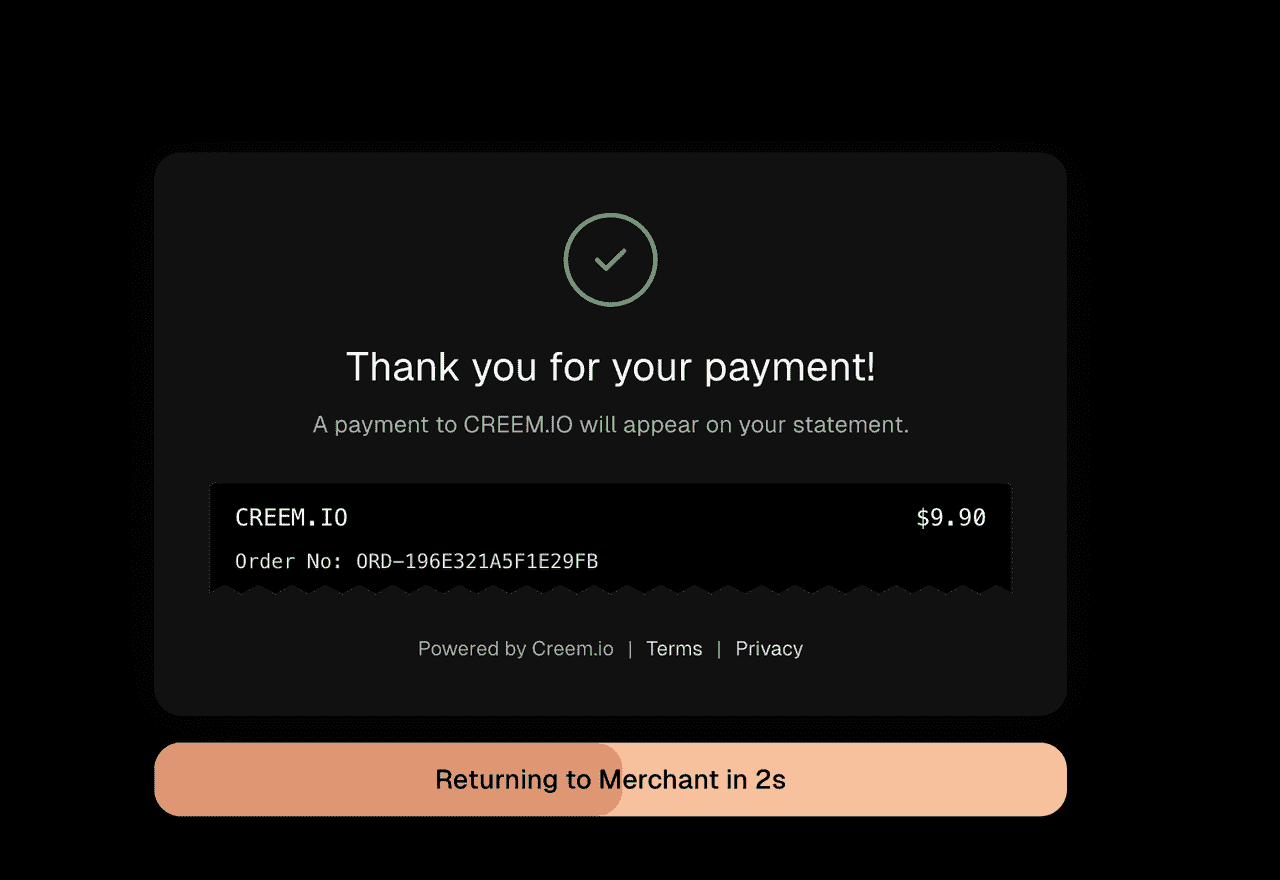 Thank you for your payment!
A payment to CREEM.IO will appear on your statement.
CREEM.IO $9.90
Order No: ORD-196E321A5F1E29FB
Powered by Creem.io | Terms | Privacy
Returning to Merchant in 2s